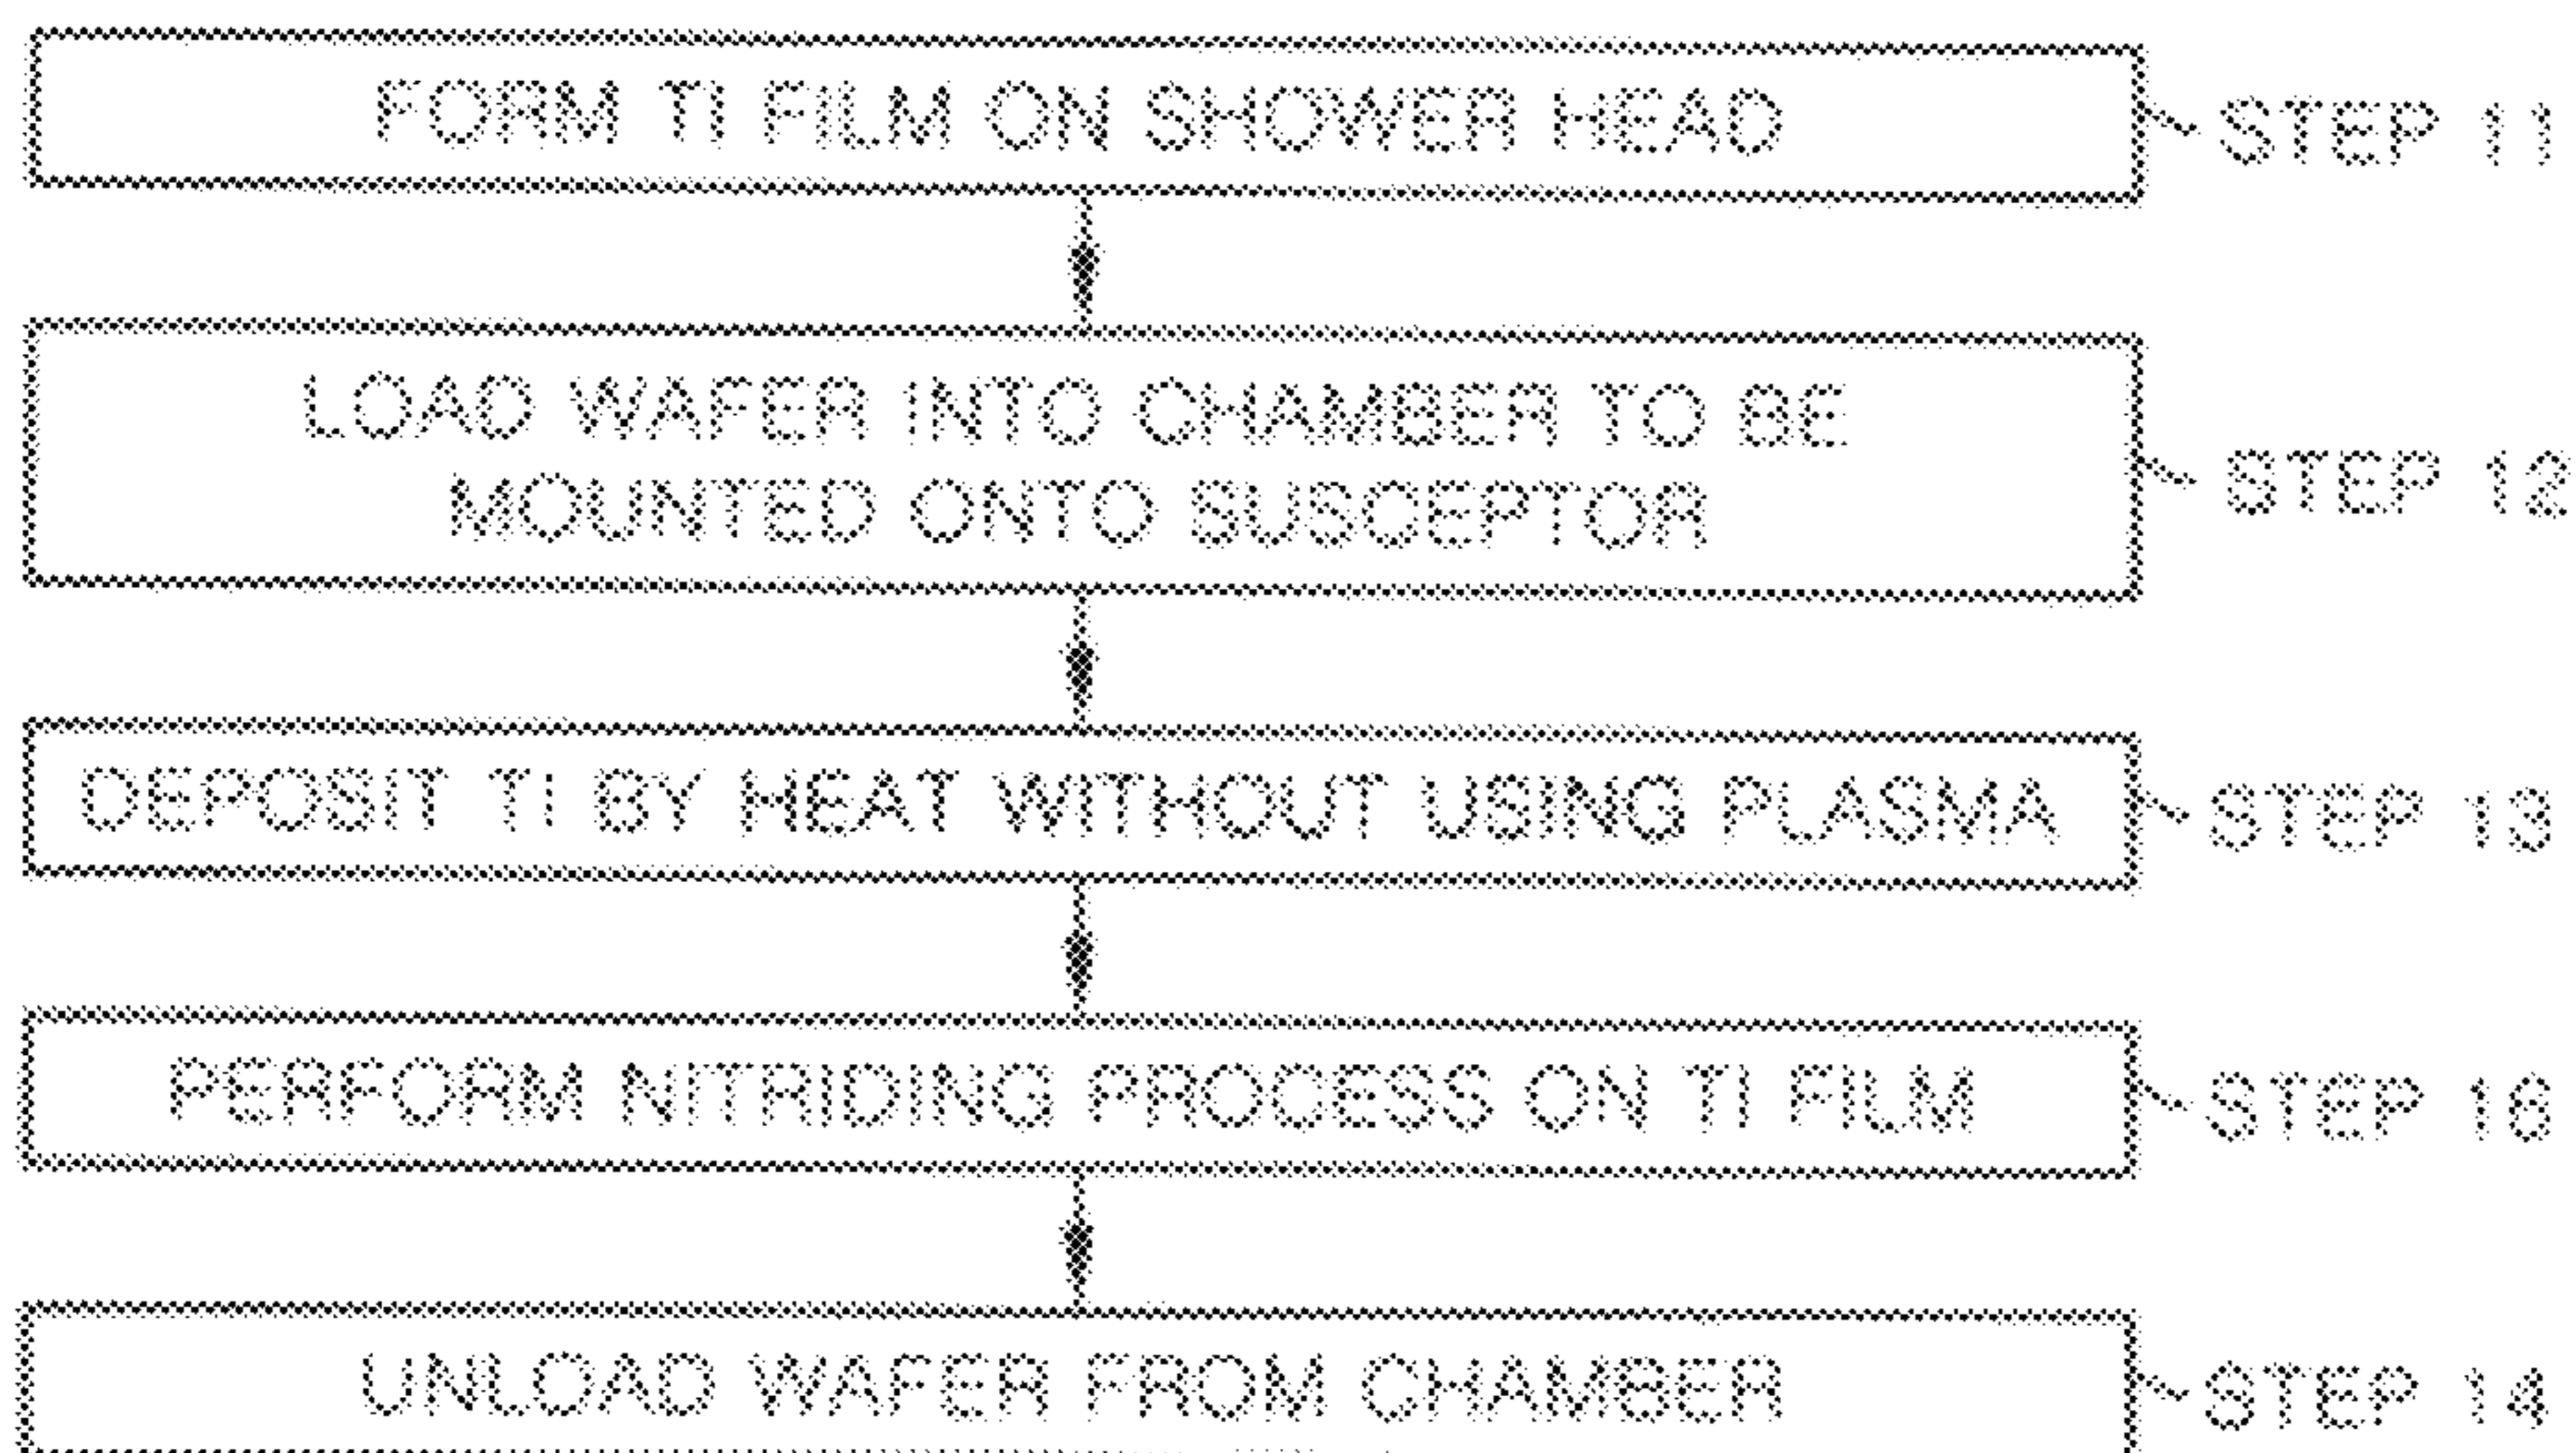 FORM TI FILM ON SHOWER HEAD
STEP 11
LOAD WAFER INTO CHAMBER TO BE
MOUNTED ONTO SUSCEPTOR
STEP 12
DEPOSIT TI BY HEAT WITHOUT USING PLASMA
STEP 13
PERFORM NITRIDING PROCESS ON TI FILM
STEP 16
UNLOAD WAFER FROM CHAMBER
STEP 14